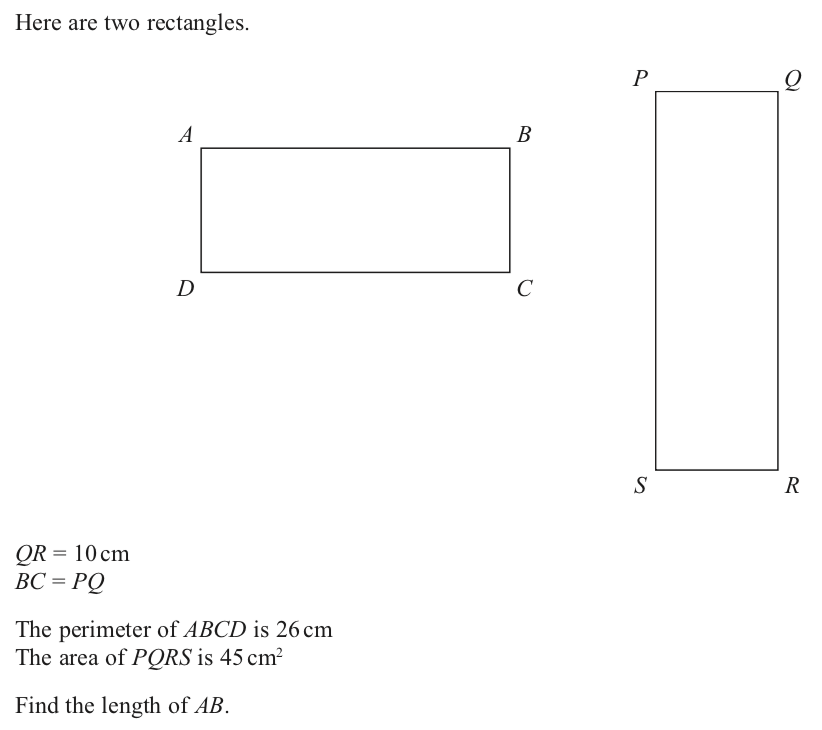 Here are two rectangles.
P Q
A B
D C
S R
QR = 10 cm
BC = PQ
The perimeter of ABCD is 26 cm
The area of PQRS is 45 cm²
Find the length of AB.